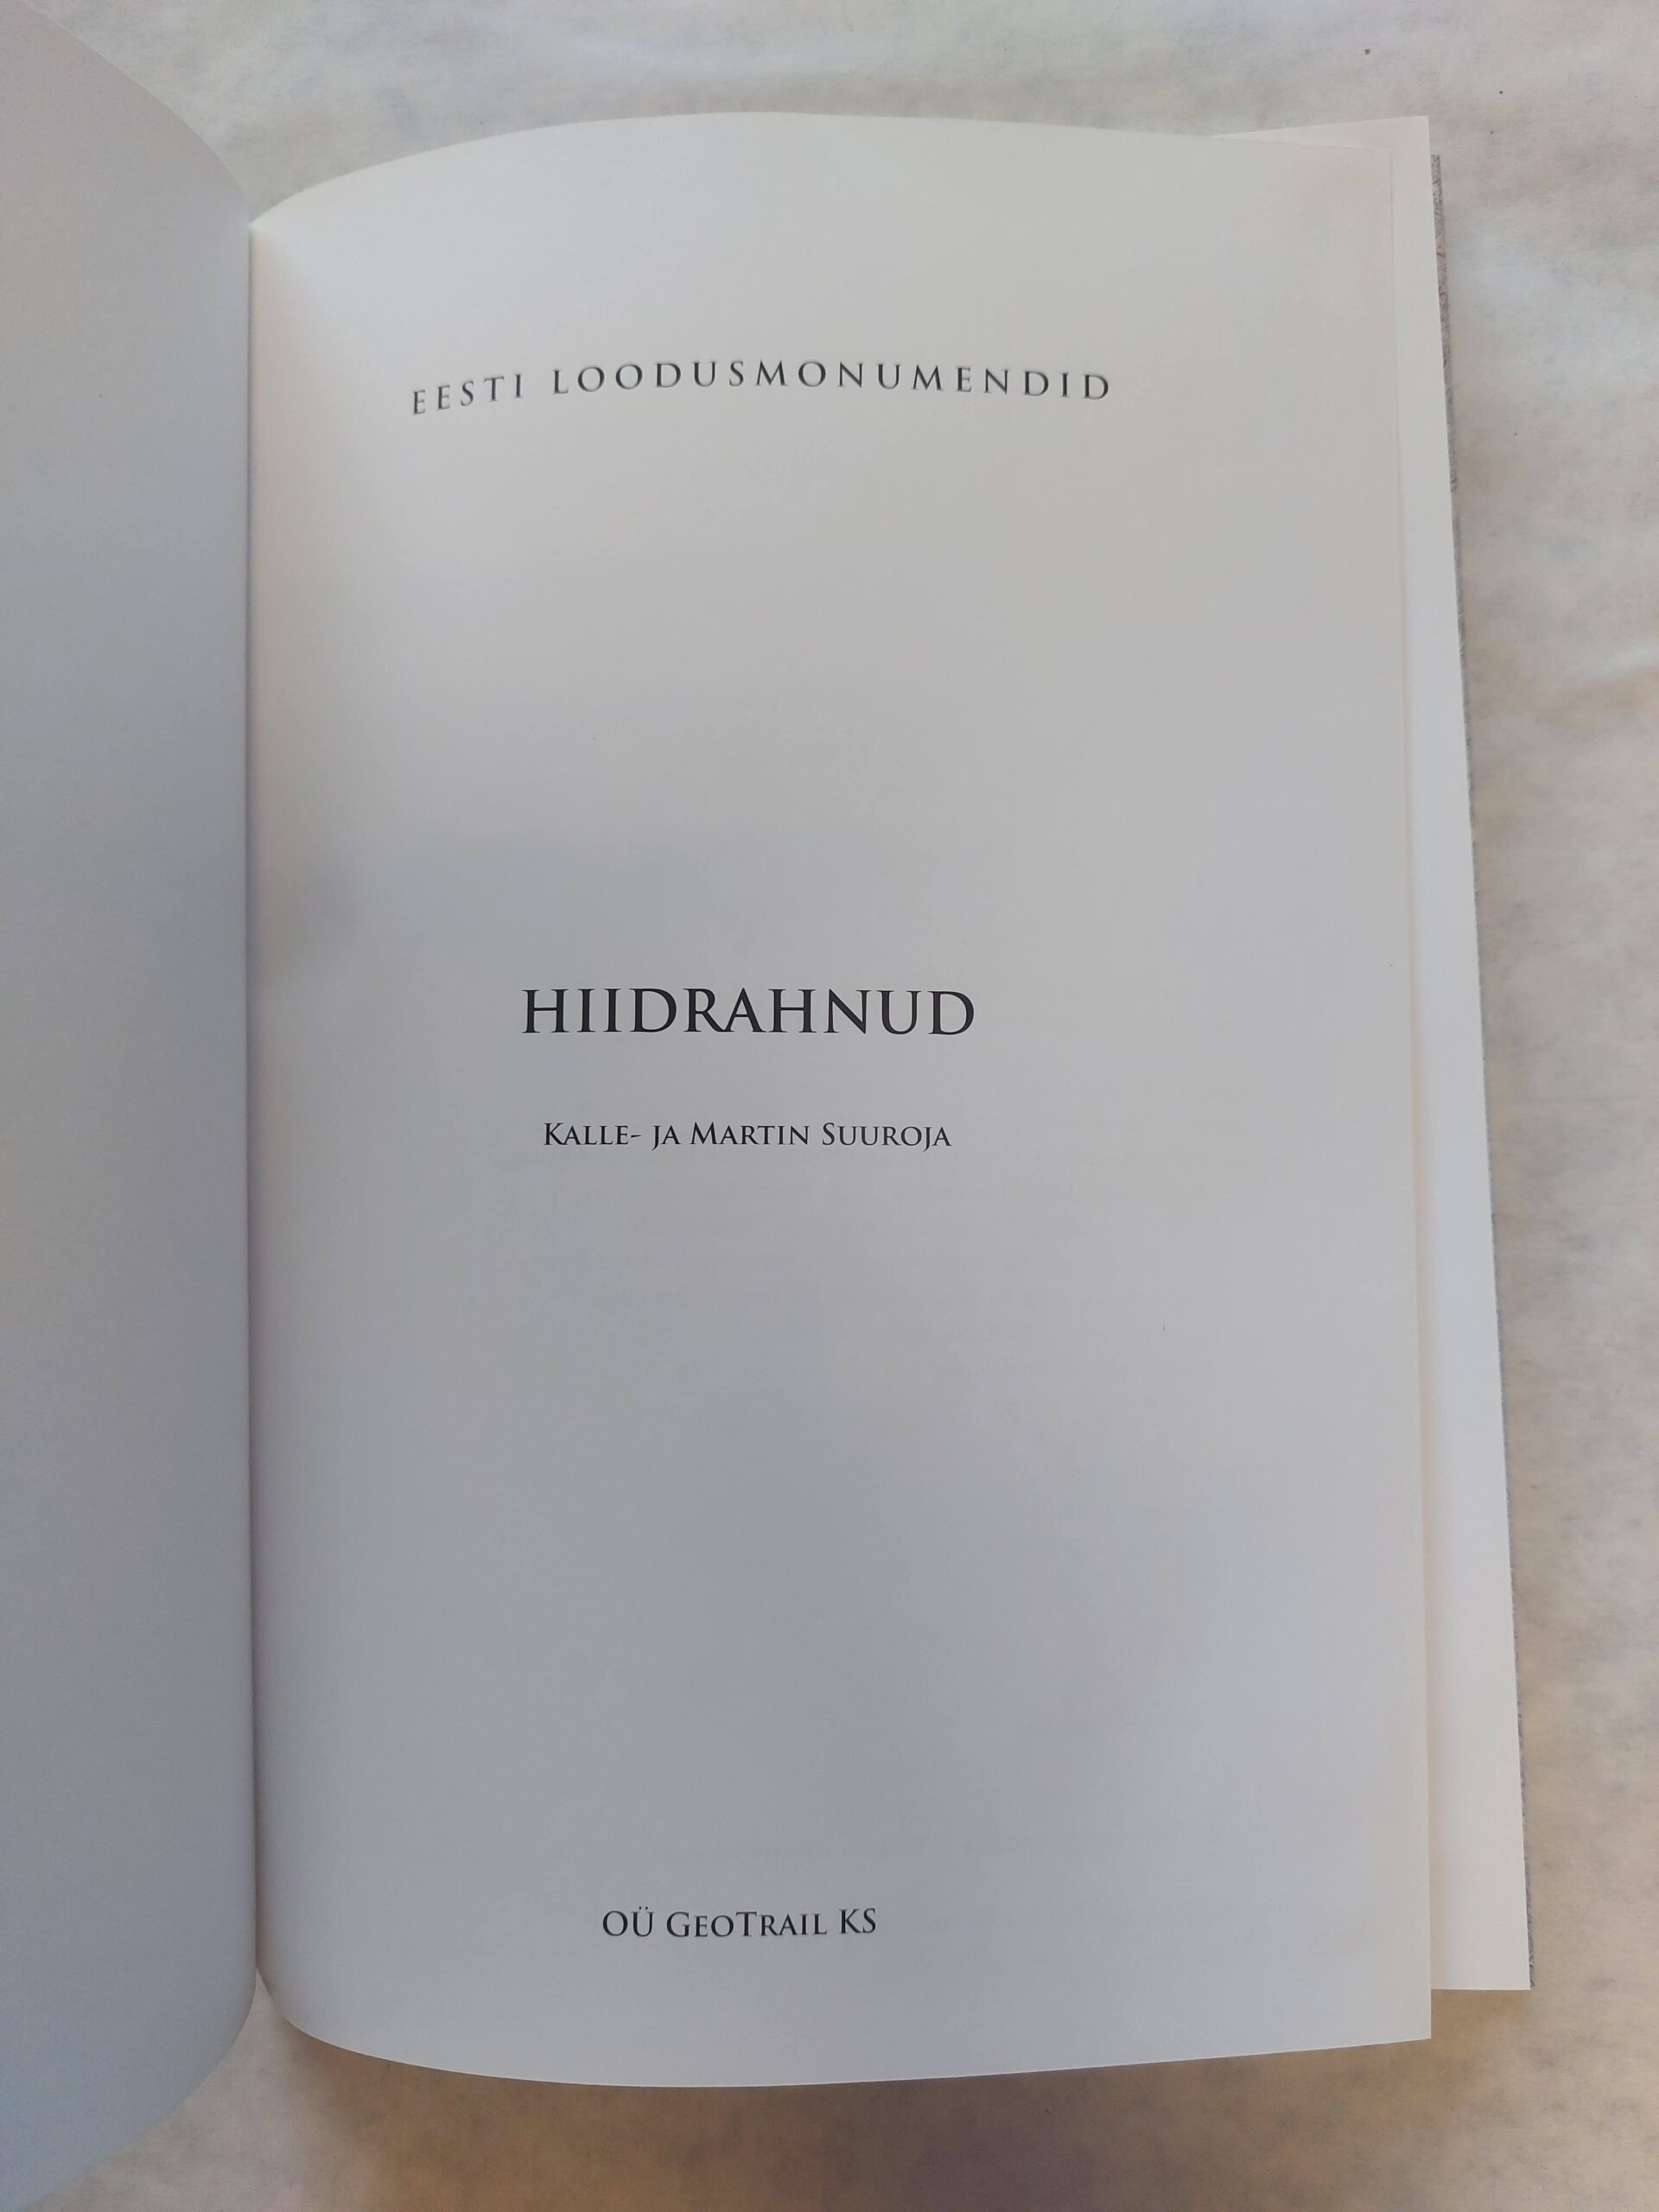 EESTI LOODUSMONUMENDID
HIIDRAHNUD
KALLE- JA MARTIN SUUROJA
OÜ GEOTRAIL KS